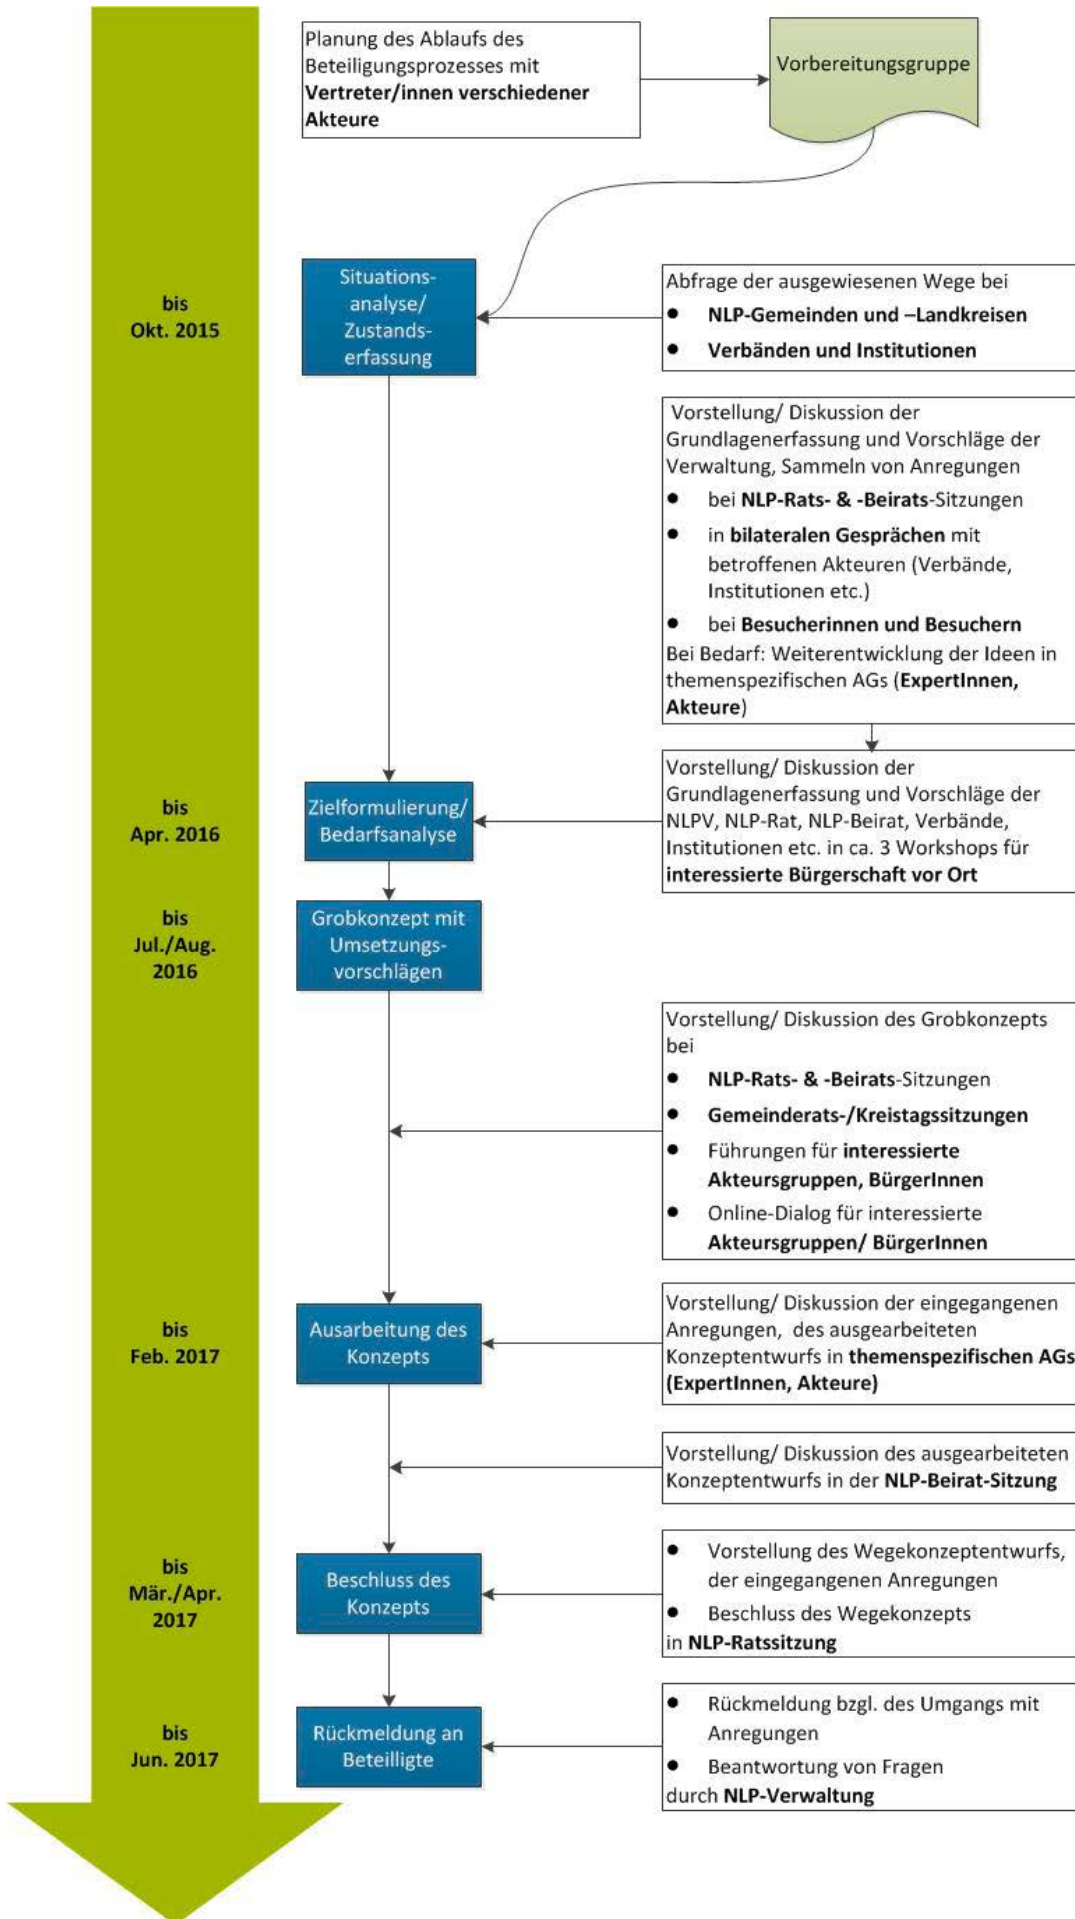 Planung des Ablaufs des
Beteiligungsprozesses mit
Vertreter/innen verschiedener
Akteure
Vorbereitungsgruppe
bis
Okt. 2015
Situations-
analyse/
Zustands-
erfassung
Abfrage der ausgewiesenen Wege bei
● NLP-Gemeinden und –Landkreisen
● Verbänden und Institutionen
Vorstellung/ Diskussion der
Grundlagenerfassung und Vorschläge der
Verwaltung, Sammeln von Anregungen
● bei NLP-Rats- & -Beirats-Sitzungen
● in bilateralen Gesprächen mit
betroffenen Akteuren (Verbände,
Institutionen etc.)
● bei Besucherinnen und Besuchern
Bei Bedarf: Weiterentwicklung der Ideen in
themenspezifischen AGs (ExpertInnen,
Akteure)
bis
Apr. 2016
Zielformulierung/
Bedarfsanalyse
Vorstellung/ Diskussion der
Grundlagenerfassung und Vorschläge der
NLPV, NLP-Rat, NLP-Beirat, Verbände,
Institutionen etc. in ca. 3 Workshops für
interessierte Bürgerschaft vor Ort
bis
Jul./Aug.
2016
Grobkonzept mit
Umsetzungs-
vorschlägen
Vorstellung/ Diskussion des Grobkonzepts
bei
● NLP-Rats- & -Beirats-Sitzungen
● Gemeinderats-/Kreistagssitzungen
● Führungen für interessierte
Akteursgruppen, BürgerInnen
● Online-Dialog für interessierte
Akteursgruppen/ BürgerInnen
bis
Feb. 2017
Ausarbeitung des
Konzepts
Vorstellung/ Diskussion der eingegangenen
Anregungen, des ausgearbeiteten
Konzeptentwurfs in themenspezifischen AGs
(ExpertInnen, Akteure)
Vorstellung/ Diskussion des ausgearbeiteten
Konzeptentwurfs in der NLP-Beirat-Sitzung
bis
Mär./Apr.
2017
Beschluss des
Konzepts
● Vorstellung des Wegekonzeptentwurfs,
der eingegangenen Anregungen
● Beschluss des Wegekonzepts
in NLP-Ratssitzung
bis
Jun. 2017
Rückmeldung an
Beteiligte
● Rückmeldung bzgl. des Umgangs mit
Anregungen
● Beantwortung von Fragen
durch NLP-Verwaltung